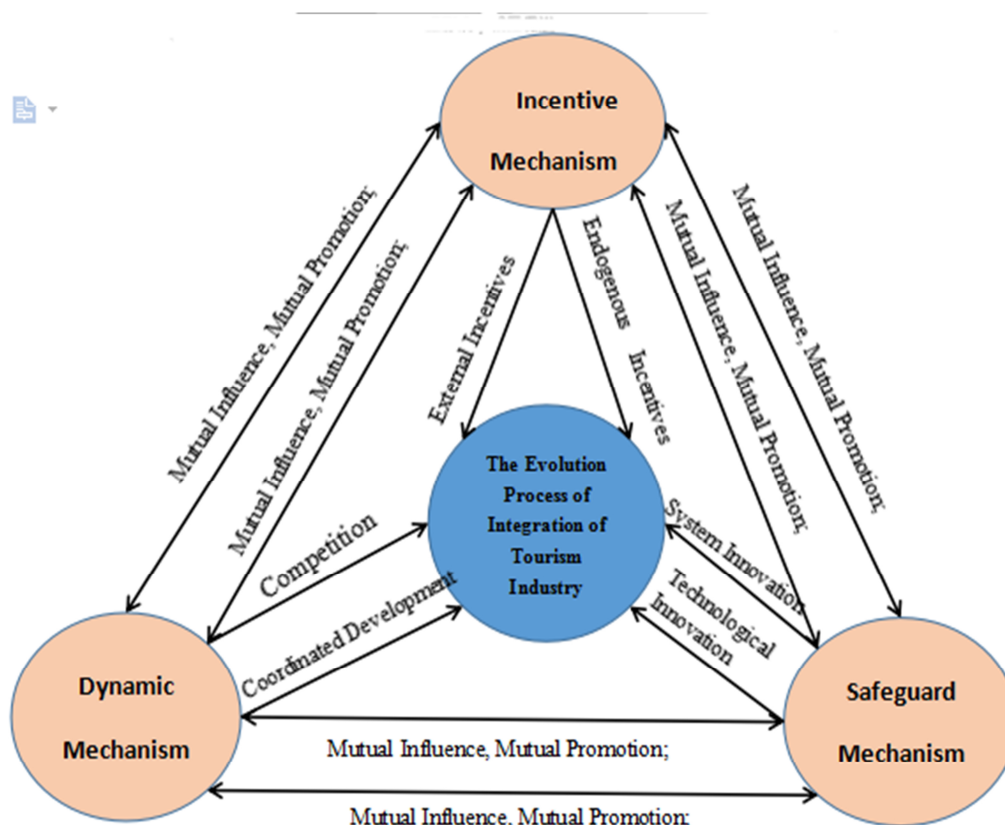 Incentive
Mechanism
Mutual Influence, Mutual Promotion;
Mutual Influence, Mutual Promotion;
External Incentives
Endogenous Incentives
Mutual Influence, Mutual Promotion;
Mutual Influence, Mutual Promotion;
The Evolution
Process of
Integration of
Tourism
Industry
Competition
Coordinated Development
System Innovation
Technological
Innovation
Dynamic
Mechanism
Safeguard
Mechanism
Mutual Influence, Mutual Promotion;
Mutual Influence, Mutual Promotion;